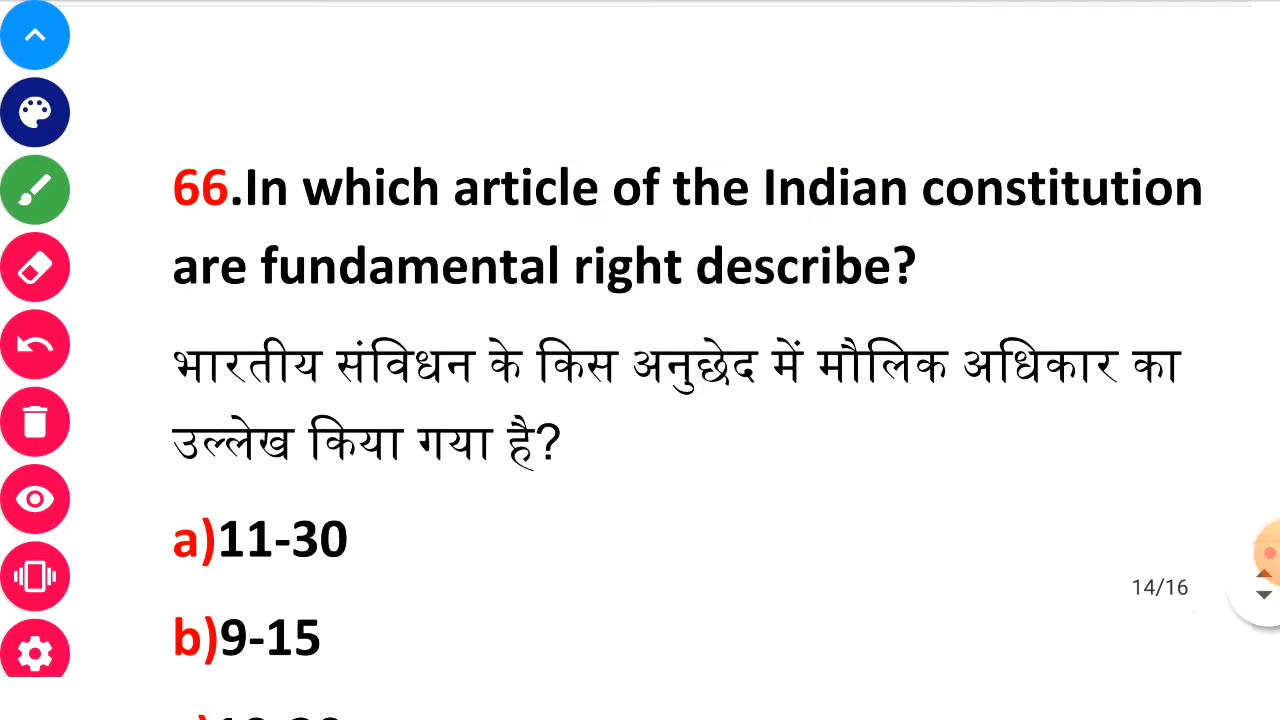 66.In which article of the Indian constitution
are fundamental right describe?
भारतीय संविधन के किस अनुछेद में मौलिक अधिकार का
उल्लेख किया गया है?
a)11-30
b)9-15
14/16